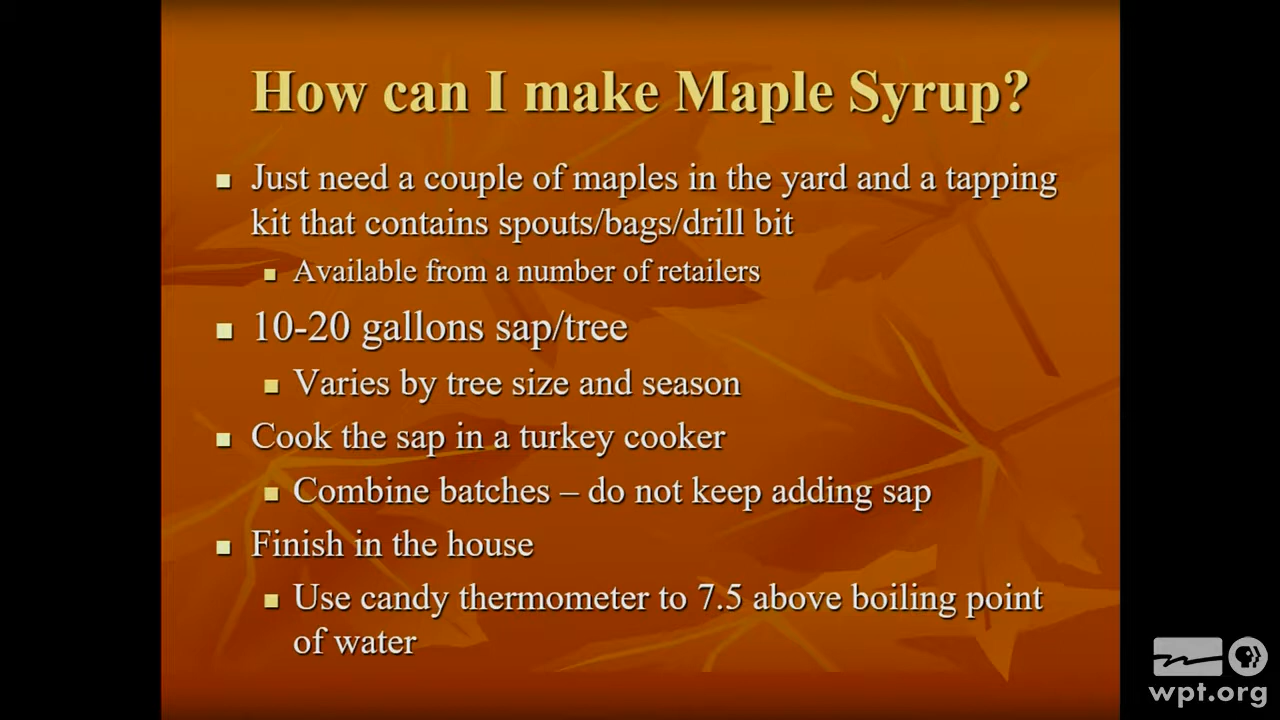 How can I make Maple Syrup?
Just need a couple of maples in the yard and a tapping
kit that contains spouts/bags/drill bit
Available from a number of retailers
10-20 gallons sap/tree
Varies by tree size and season
Cook the sap in a turkey cooker
Combine batches – do not keep adding sap
Finish in the house
Use candy thermometer to 7.5 above boiling point
of water
wpt.org